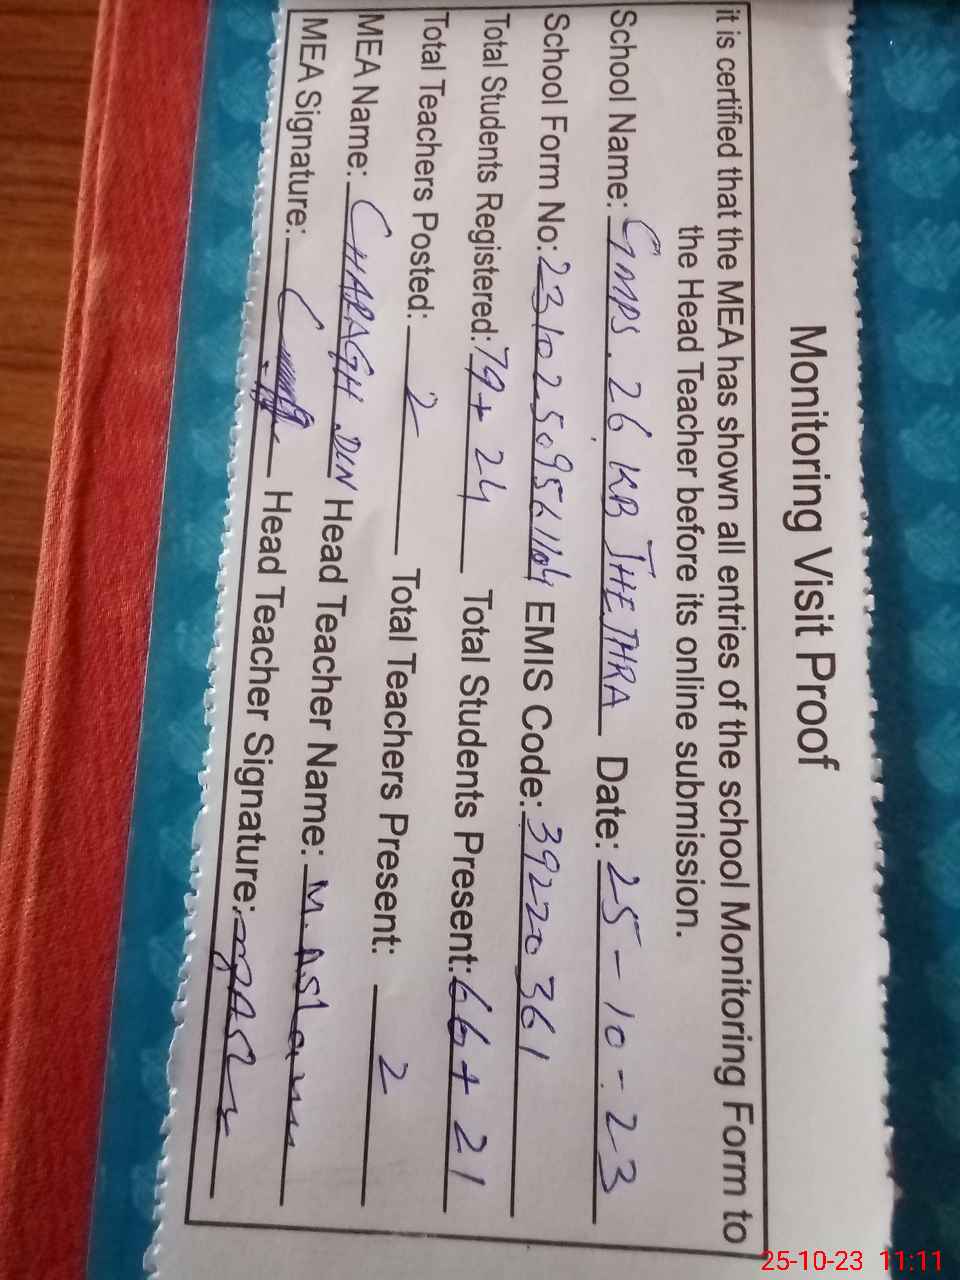 Monitoring Visit Proof
it is certified that the MEA has shown all entries of the school Monitoring Form to
the Head Teacher before its online submission.
School Name: GMPS. 26 KB JHETHRA Date: 25-10-23
School Form No: EMIS Code: 39220361
Total Students Registered: 79+24 Total Students Present: 66+21
Total Teachers Posted: 2 Total Teachers Present: 2
MEA Name: CHARAGH DIN Head Teacher Name: M. Aslam
MEA Signature: Head Teacher Signature:
25-10-23 11:11